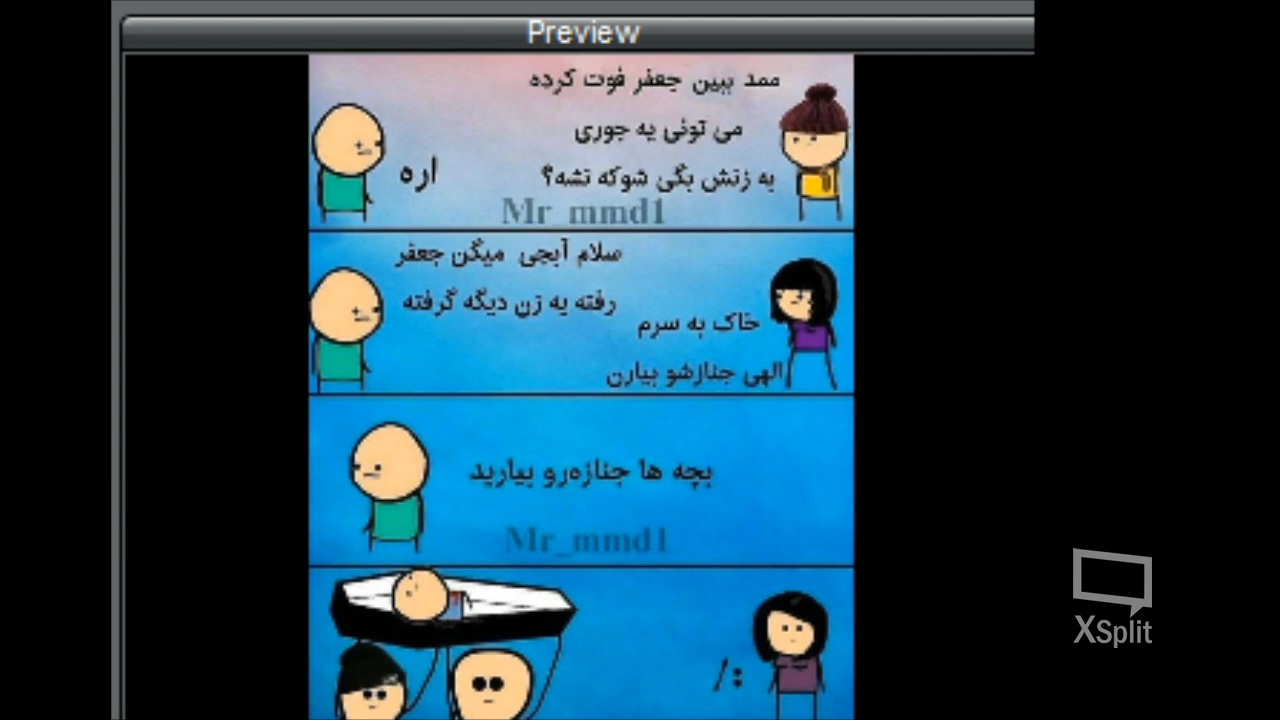 Preview
ممد ببین جعفر فوت کرده
می تونی یه جوری
به زنش بگی شوکه نشه؟
اره
Mr_mmd1
سلام آبجی میگن جعفر
رفته یه زن دیگه گرفته
خاک به سرم
الهی جنازشو بیارن
بچه ها جنازه‌رو بیارید
Mr_mmd1
:/
XSplit